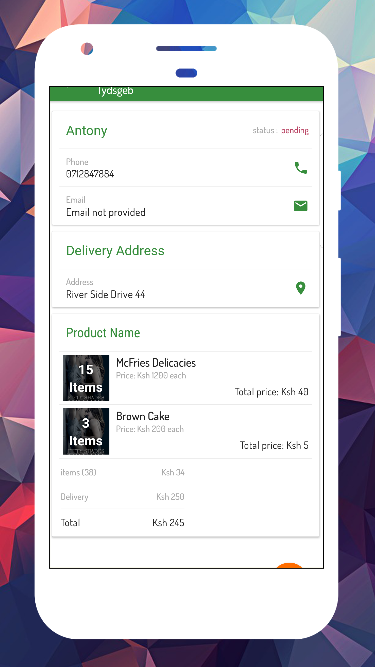 Tydsgeb
Antony
status pending
Phone
0712847884
Email
Email not provided
Delivery Address
Address
River Side Drive 44
Product Name
15
Items
McFries Delicacies
Price: Ksh 1200 each
Total price: Ksh 40
3
Items
Brown Cake
Price: Ksh 200 each
Total price: Ksh 5
items (38) Ksh 34
Delivery Ksh 250
Total Ksh 245